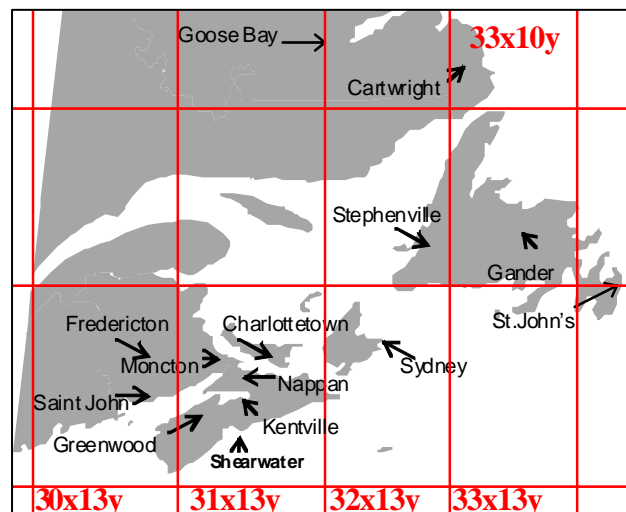 Goose Bay
33x10y
Cartwright
Stephenville
Gander
St.John's
Fredericton
Charlottetown
Moncton
Sydney
Nappan
Saint John
Kentville
Greenwood
Shearwater
30x13y
31x13y
32x13y
33x13y